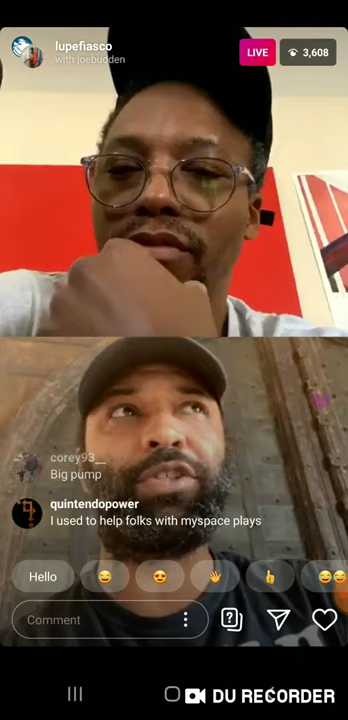 lupefiasco
with joebudden
LIVE
3,608
corey93__
Big pump
quintendopower
I used to help folks with myspace plays
Hello
Comment
DU RECORDER